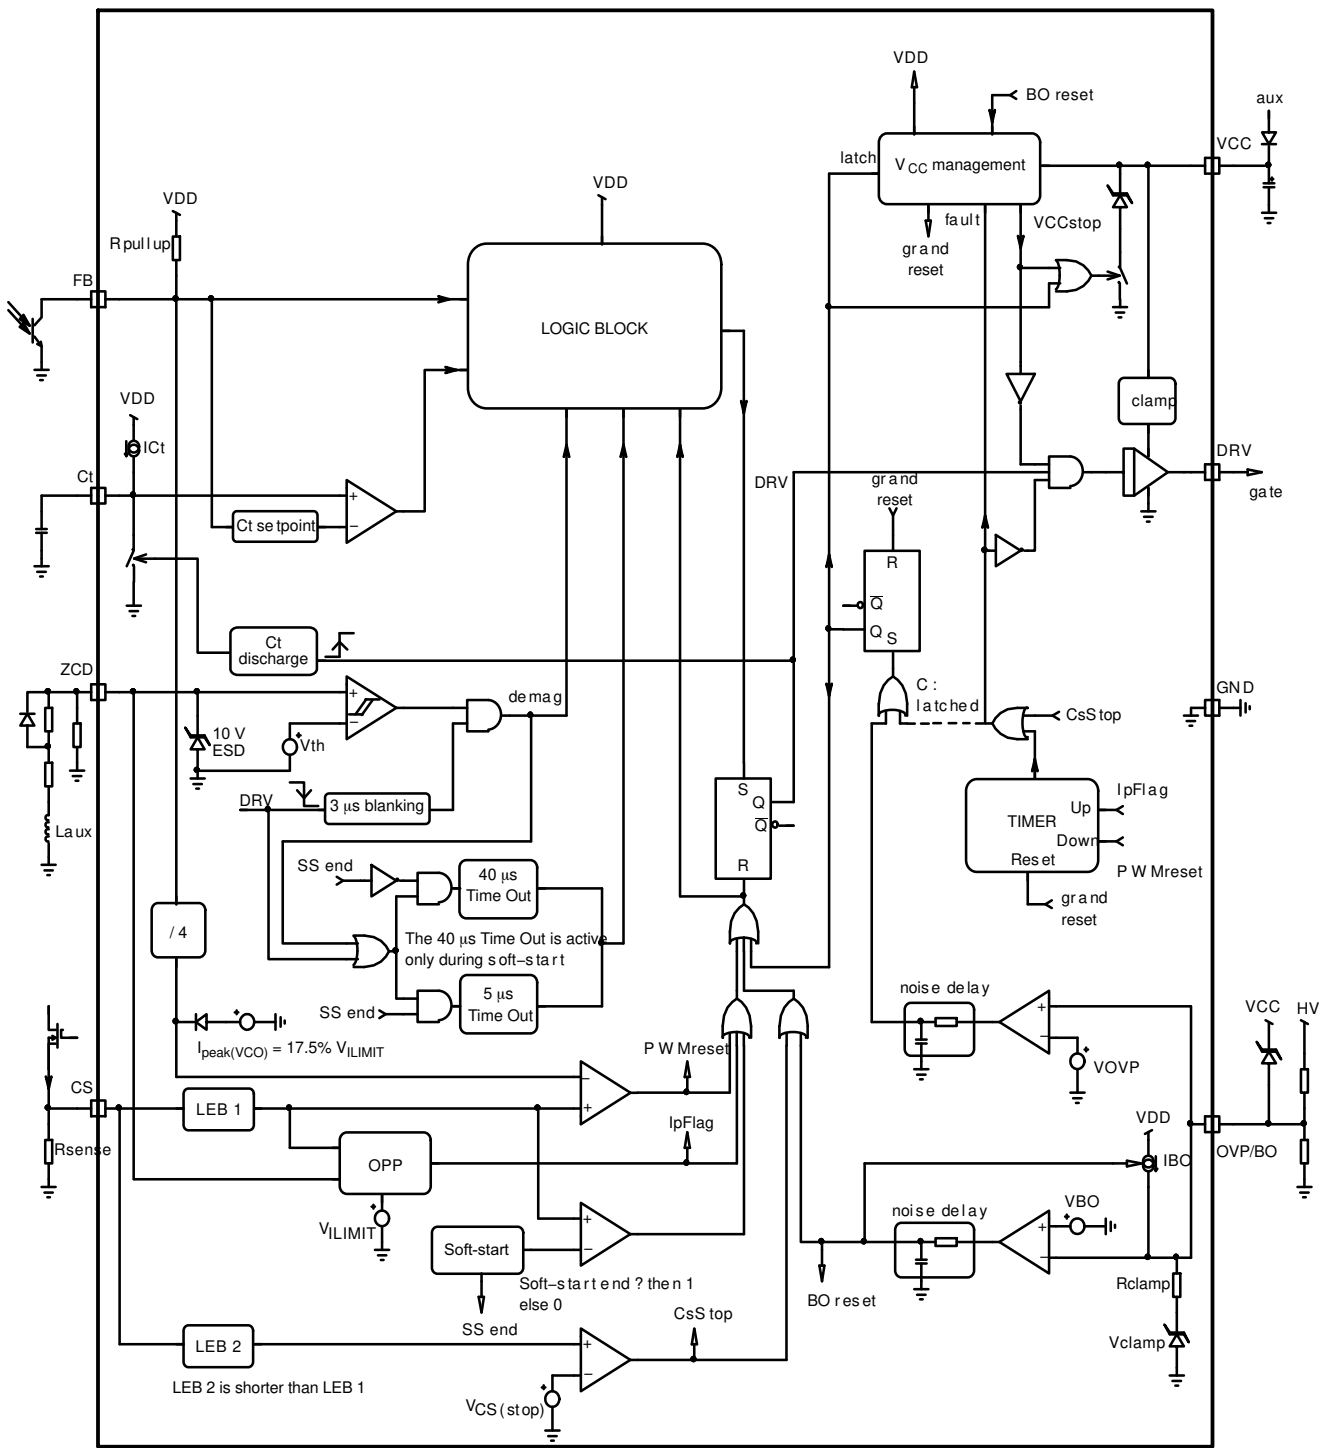 VDD
BO reset
aux
VCC
latch
VCC management
VDD
VDD
fault
VCCstop
Rpullup
grand
reset
FB
LOGIC BLOCK
VDD
clamp
ICt
DRV
Ct
grand
reset
DRV
gate
Ct setpoint
+
−
R
Q
Q
S
Ct
discharge
ZCD
C :
latched
GND
demag
+
−
CsStop
10 V
ESD
Vth
S
Q
Q
R
IpFlag
Up
TIMER
Down
Reset
PWMreset
DRV
3 μs blanking
Laux
SS end
40 μs
Time Out
grand
reset
/ 4
The 40 μs Time Out is active
only during soft−start
5 μs
Time Out
SS end
noise delay
+
−
VCC
HV
Ipeak(VCO) = 17.5% VILIMIT
PWMreset
VOVP
CS
LEB 1
−
+
Rsense
IpFlag
VDD
OPP
IBO
OVP/BO
VILIMIT
+
−
noise delay
VBO
+
−
Soft-start
Soft−start end ? then 1
else 0
BO reset
Rclamp
SS end
CsStop
Vclamp
LEB 2
+
−
LEB 2 is shorter than LEB 1
VCS(stop)